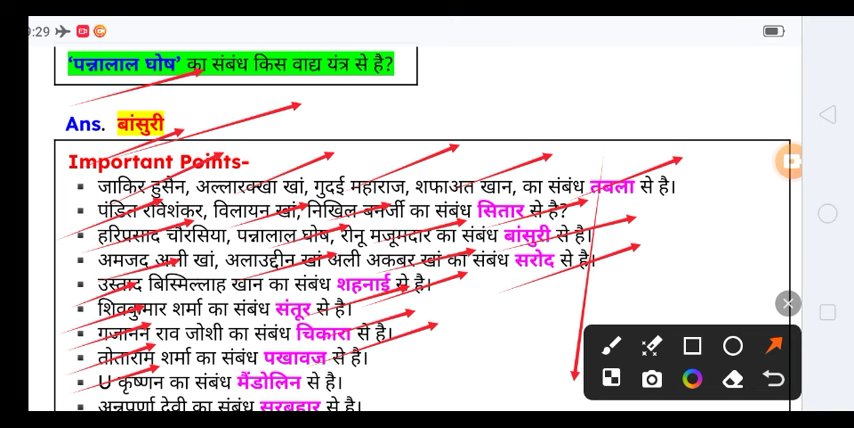 :29
'पन्नालाल घोष' का संबंध किस वाद्य यंत्र से है?
Ans. बांसुरी
Important Points-
▪ जाकिर हुसैन, अल्लारक्खा खां, गुदई महाराज, शफाअत खान, का संबंध तबला से है।
▪ पंडित रविशंकर, विलायन खां, निखिल बनर्जी का संबंध सितार से है?
▪ हरिप्रसाद चौरसिया, पन्नालाल घोष, रोनू मजूमदार का संबंध बांसुरी से है।
▪ अमजद अली खां, अलाउद्दीन खां अली अकबर खां का संबंध सरोद से है।
▪ उस्ताद बिस्मिल्लाह खान का संबंध शहनाई से है।
▪ शिवकुमार शर्मा का संबंध संतूर से है।
▪ गजानन राव जोशी का संबंध चिकारा से है।
▪ तोताराम शर्मा का संबंध पखावज से है।
▪ U कृष्णन का संबंध मैंडोलिन से है।
▪ अन्नपूर्णा देवी का संबंध सुरबहार से है।